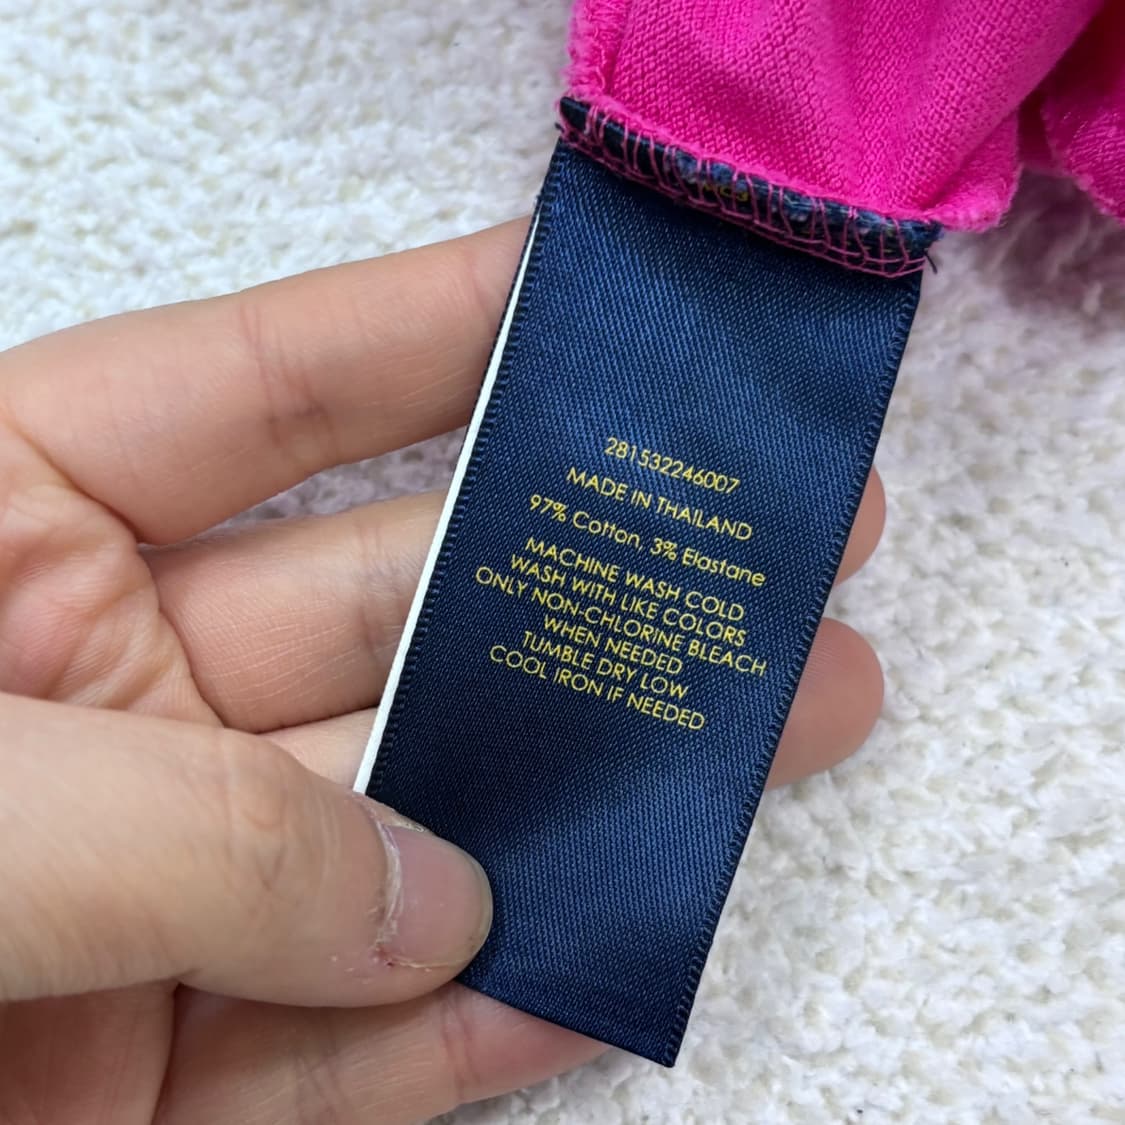 281532246007
MADE IN THAILAND
97% Cotton, 3% Elastane
MACHINE WASH COLD
WASH WITH LIKE COLORS
ONLY NON-CHLORINE BLEACH
WHEN NEEDED
TUMBLE DRY LOW
COOL IRON IF NEEDED